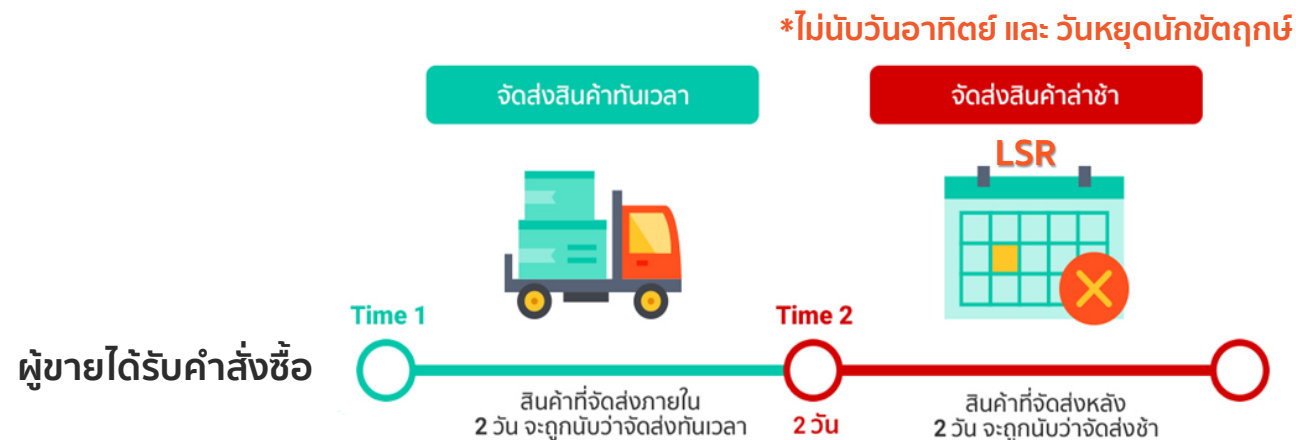 *ไม่นับวันอาทิตย์ และ วันหยุดนักขัตฤกษ์
จัดส่งสินค้าทันเวลา
จัดส่งสินค้าล่าช้า
LSR
Time 1
Time 2
ผู้ขายได้รับคำสั่งซื้อ
สินค้าที่จัดส่งภายใน
2 วัน จะถูกนับว่าจัดส่งทันเวลา
2 วัน
สินค้าที่จัดส่งหลัง
2 วัน จะถูกนับว่าจัดส่งช้า